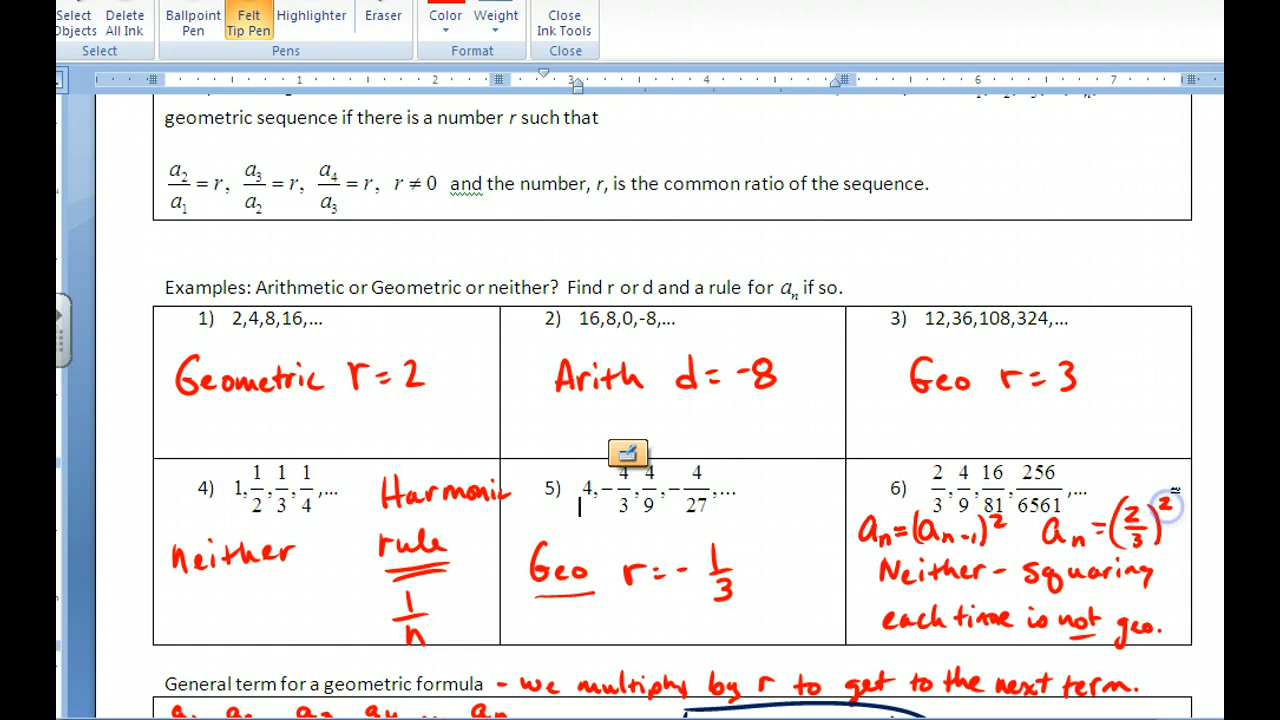 Select Delete Ballpoint Felt Highlighter Eraser Color Weight Close
Objects All Ink Pen Tip Pen Ink Tools
Select Pens Format Close
1 2 3 4 6 7
geometric sequence if there is a number r such that
a₂/a₁ = r, a₃/a₂ = r, a₄/a₃ = r, r ≠ 0 and the number, r, is the common ratio of the sequence.
Examples: Arithmetic or Geometric or neither? Find r or d and a rule for aₙ if so.
1) 2,4,8,16,...
Geometric r = 2
2) 16,8,0,-8,...
Arith d = -8
3) 12,36,108,324,...
Geo r = 3
4) 1, 1/2, 1/3, 1/4, ...
Harmonic
neither rule
1/n
5) 4, -4/3, 4/9, -4/27, ...
Geo r = -1/3
6) 2/3, 4/9, 16/81, 256/6561, ...
aₙ = (aₙ₋₁)² aₙ = (2/3)²
Neither - squaring
each time is not geo.
General term for a geometric formula - we multiply by r to get to the next term.